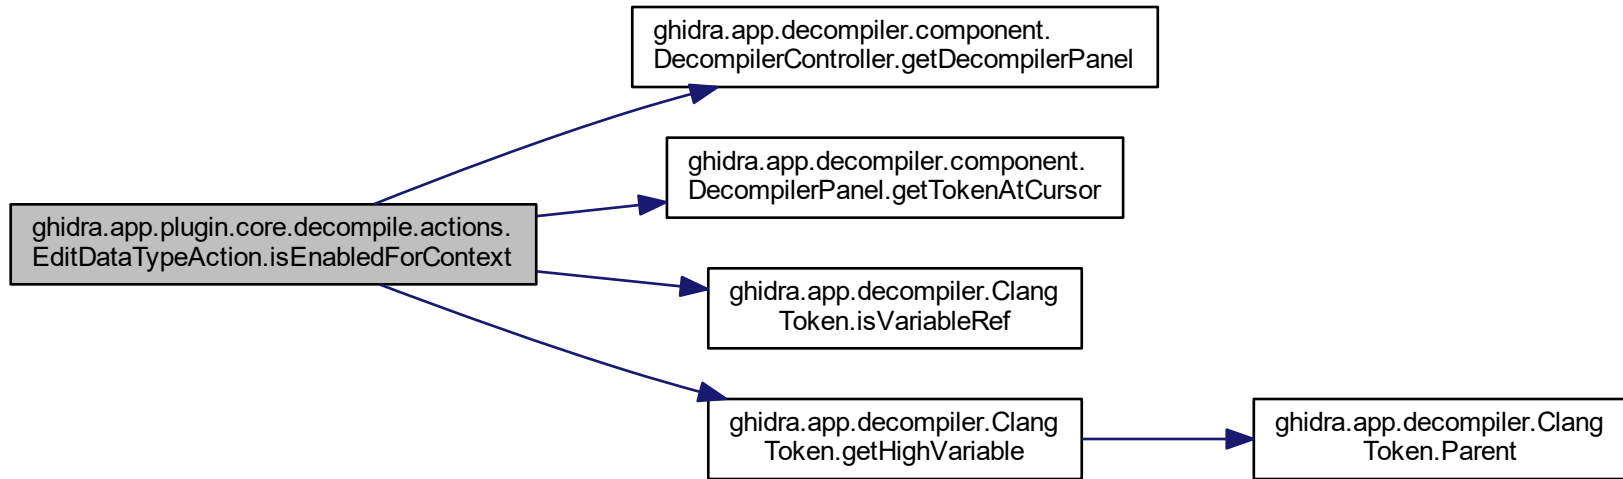 ghidra.app.decompiler.component.
DecompilerController.getDecompilerPanel
ghidra.app.decompiler.component.
DecompilerPanel.getTokenAtCursor
ghidra.app.plugin.core.decompile.actions.
EditDataTypeAction.isEnabledForContext
ghidra.app.decompiler.Clang
Token.isVariableRef
ghidra.app.decompiler.Clang
Token.getHighVariable
ghidra.app.decompiler.Clang
Token.Parent